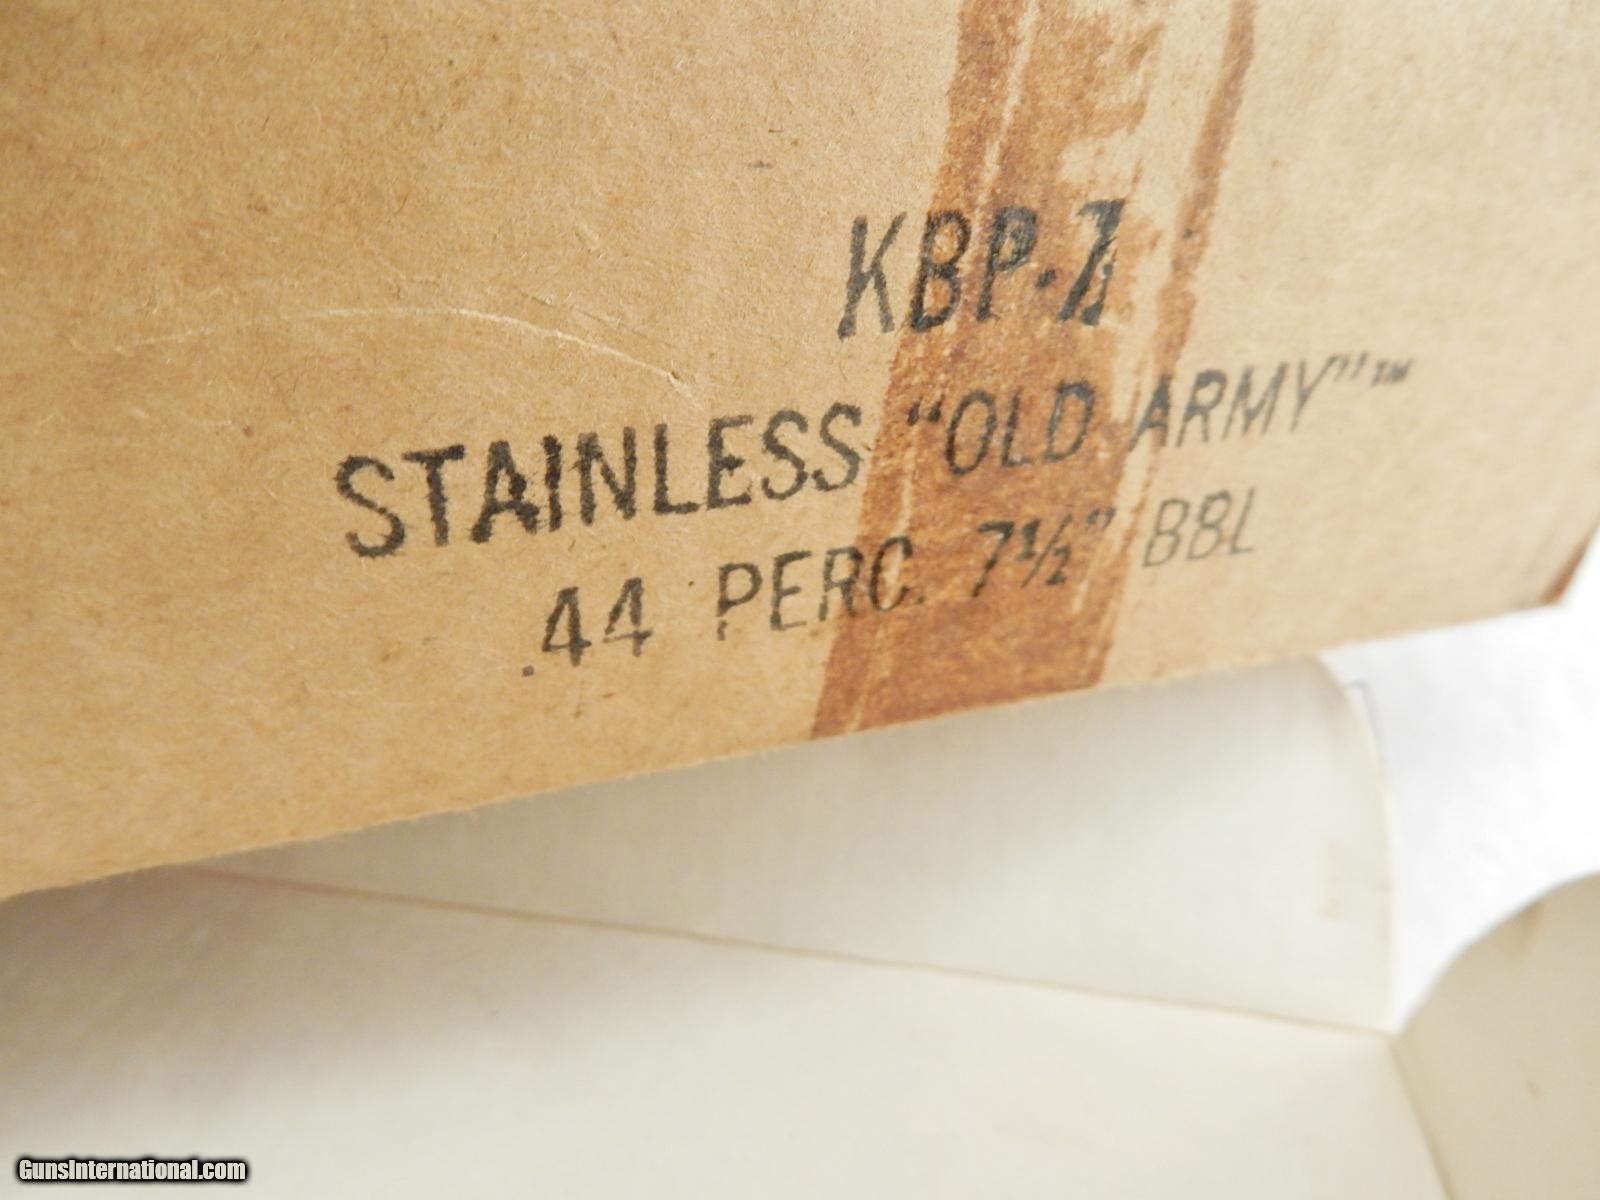 KBP-7
STAINLESS “OLD ARMY”™
.44 PERC. 7½” BBL
GunsInternational.com